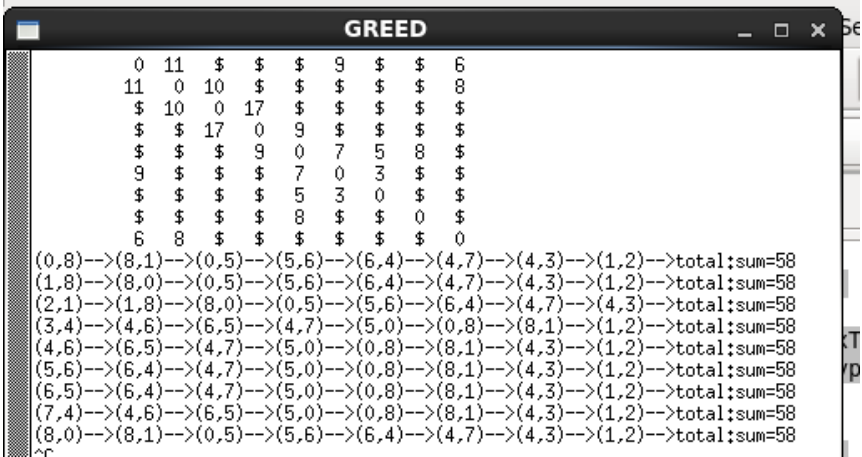 GREED
Se
0 11 $ $ $ 9 $ $ 6
11 0 10 $ $ $ $ $ 8
$ 10 0 17 $ $ $ $ $
$ $ 17 0 9 $ $ $ $
$ $ $ 9 0 7 5 8 $
9 $ $ $ 7 0 3 $ $
$ $ $ $ 5 3 0 $ $
$ $ $ $ 8 $ $ 0 $
6 8 $ $ $ $ $ $ 0
(0,8)-->(8,1)-->(0,5)-->(5,6)-->(6,4)-->(4,7)-->(4,3)-->(1,2)-->total:sum=58
(1,8)-->(8,0)-->(0,5)-->(5,6)-->(6,4)-->(4,7)-->(4,3)-->(1,2)-->total:sum=58
(2,1)-->(1,8)-->(8,0)-->(0,5)-->(5,6)-->(6,4)-->(4,7)-->(4,3)-->total:sum=58
(3,4)-->(4,6)-->(6,5)-->(4,7)-->(5,0)-->(0,8)-->(8,1)-->(1,2)-->total:sum=58
(4,6)-->(6,5)-->(4,7)-->(5,0)-->(0,8)-->(8,1)-->(4,3)-->(1,2)-->total:sum=58
(5,6)-->(6,4)-->(4,7)-->(5,0)-->(0,8)-->(8,1)-->(4,3)-->(1,2)-->total:sum=58
(6,5)-->(6,4)-->(4,7)-->(5,0)-->(0,8)-->(8,1)-->(4,3)-->(1,2)-->total:sum=58
(7,4)-->(4,6)-->(6,5)-->(5,0)-->(0,8)-->(8,1)-->(4,3)-->(1,2)-->total:sum=58
(8,0)-->(8,1)-->(0,5)-->(5,6)-->(6,4)-->(4,7)-->(4,3)-->(1,2)-->total:sum=58
^C